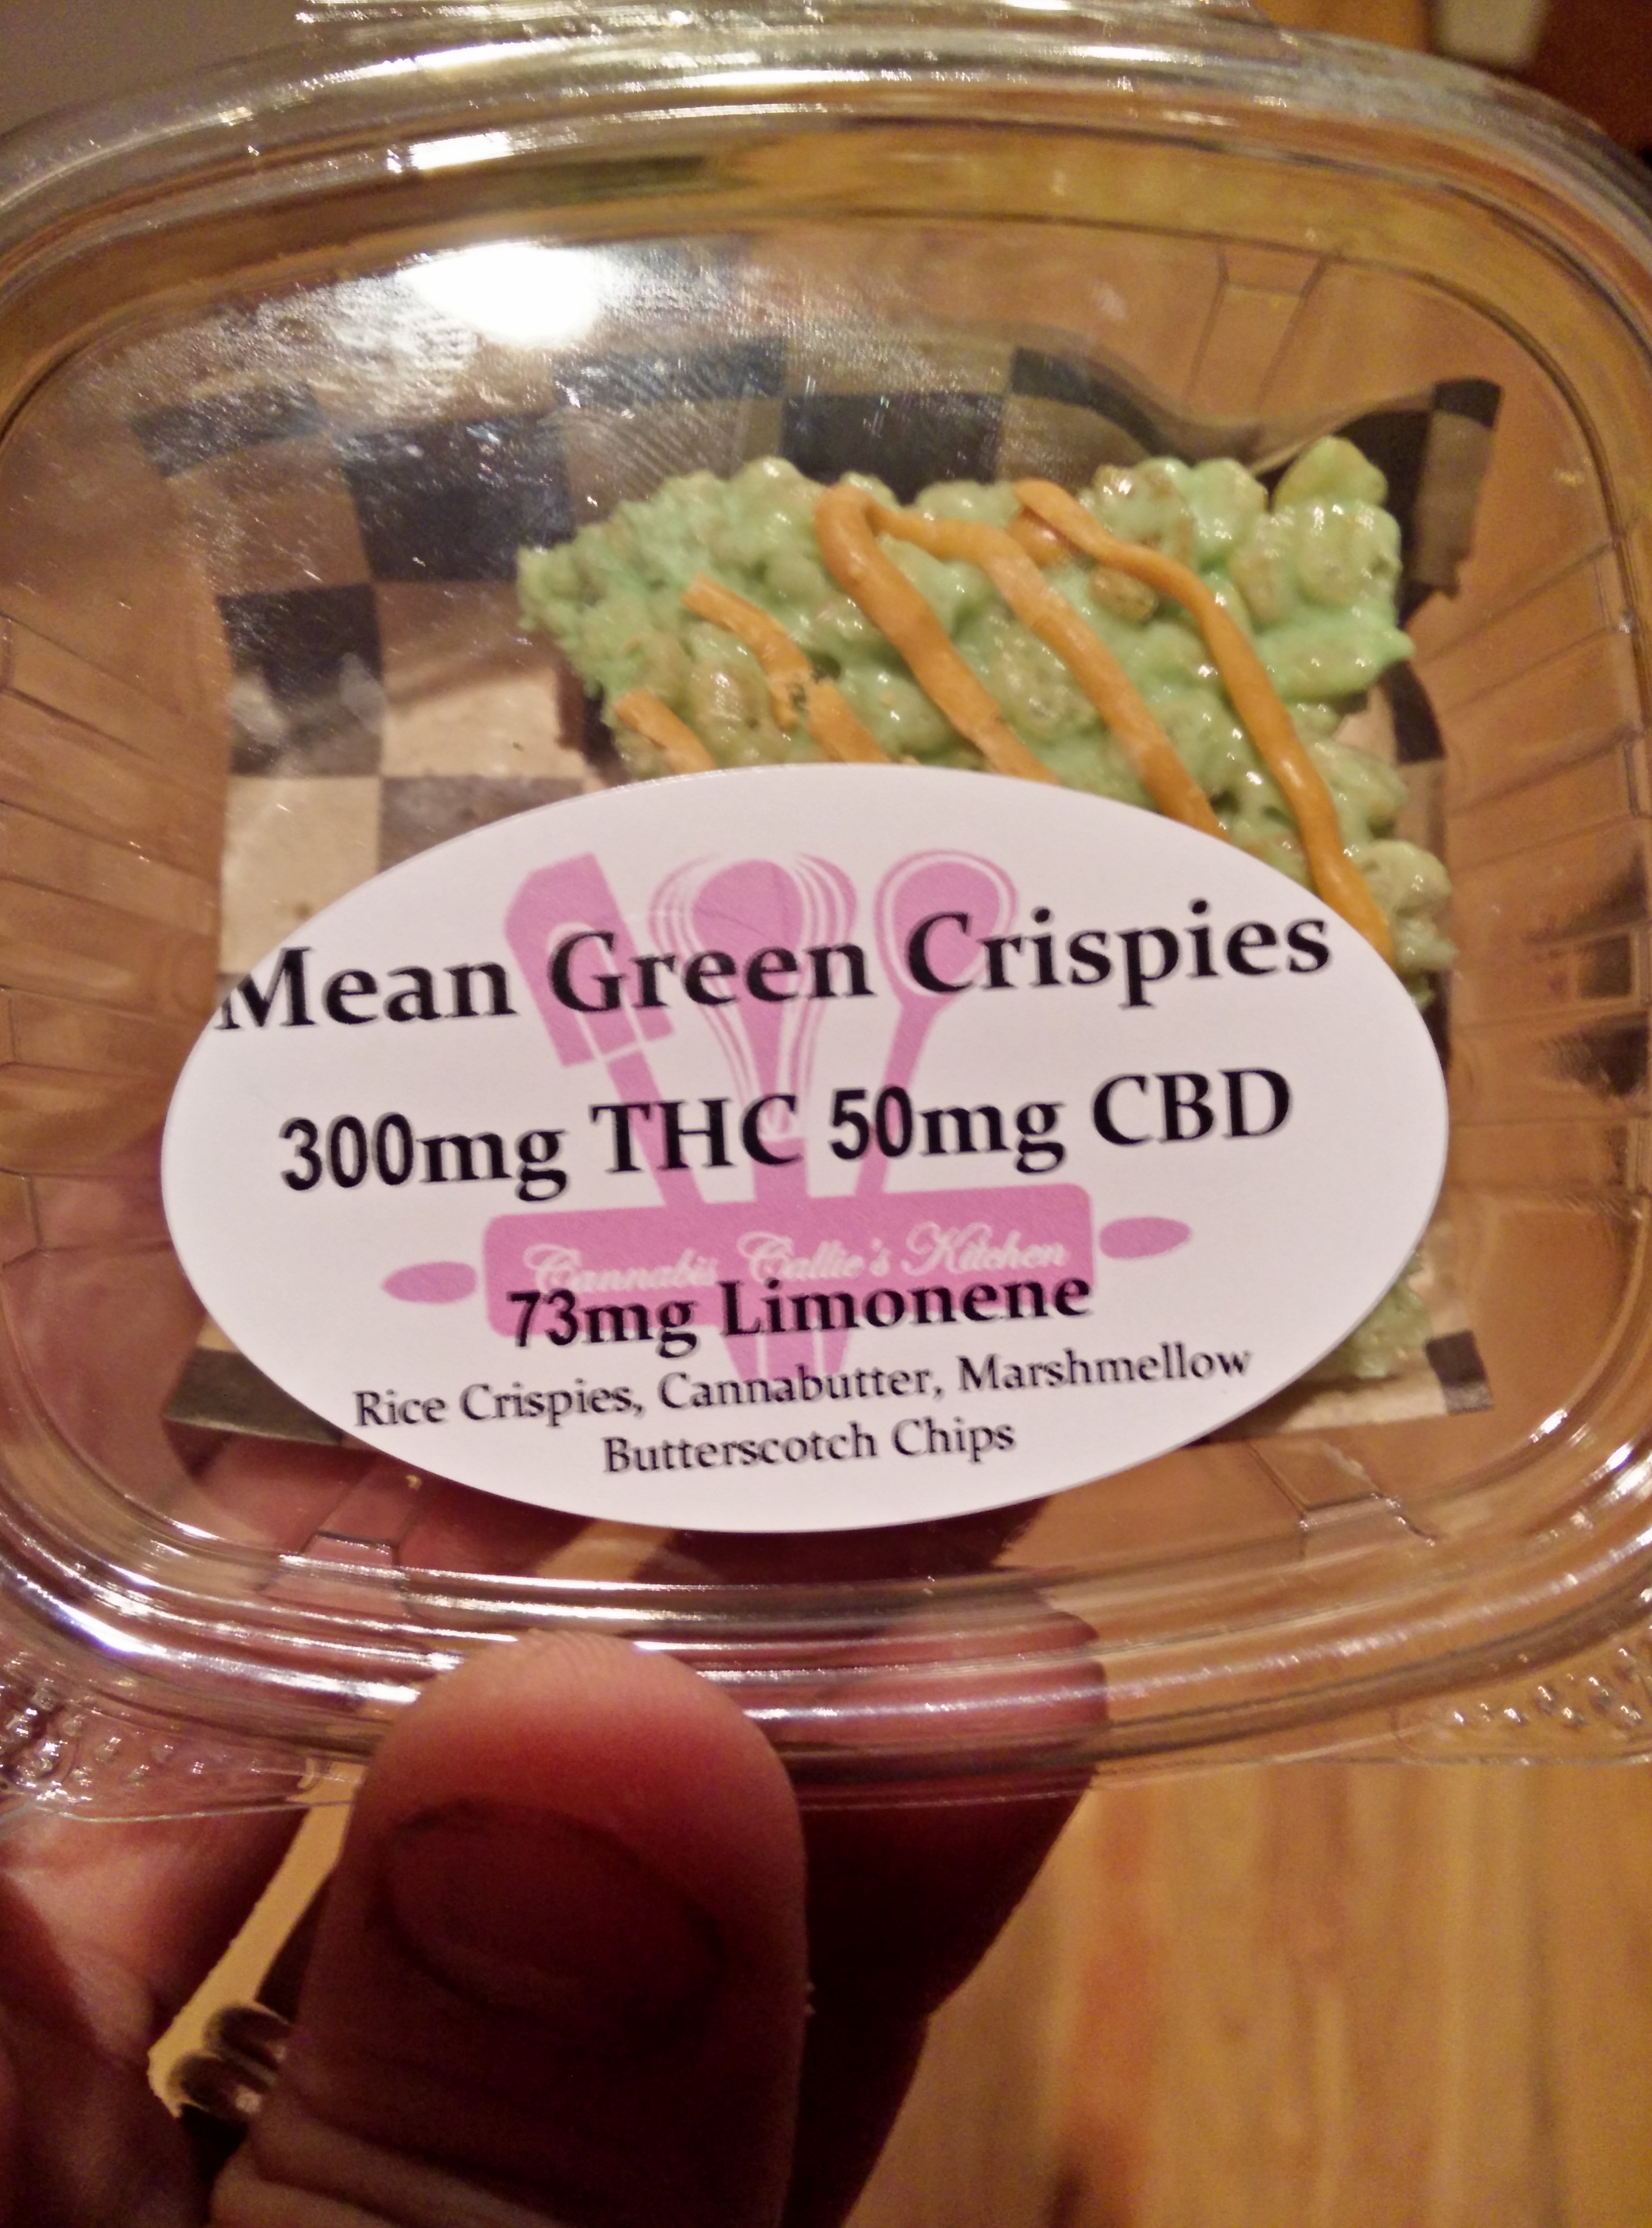 Mean Green Crispies
300mg THC 50mg CBD
Cannabis Callie's Kitchen
73mg Limonene
Rice Crispies, Cannabutter, Marshmellow
Butterscotch Chips